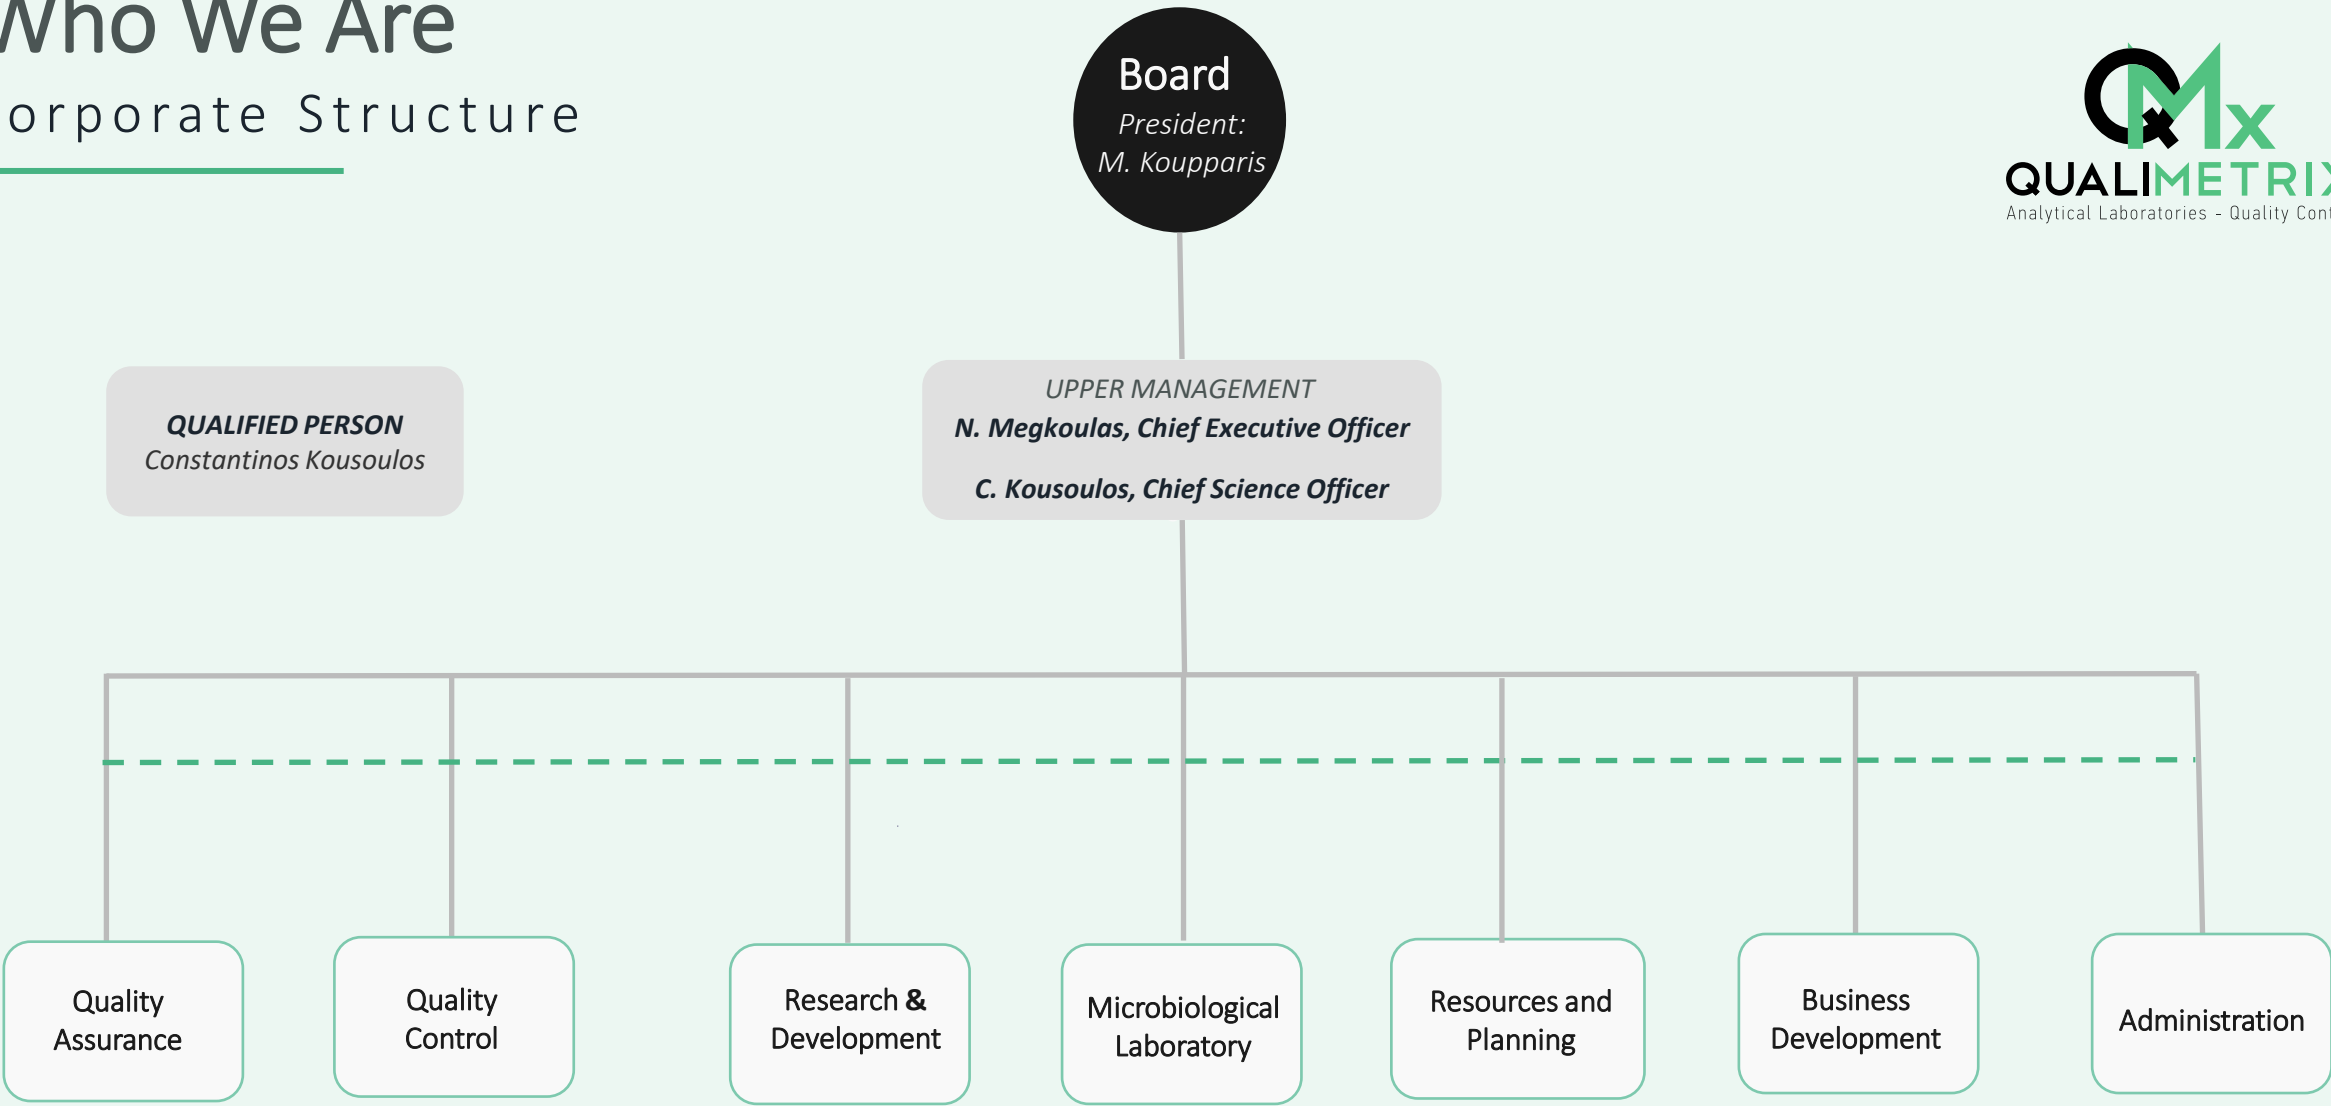 Who We Are
orporate Structure
Board
President:
M. Koupparis
QMx
QUALIMETRIX
Analytical Laboratories - Quality Cont
QUALIFIED PERSON
Constantinos Kousoulos
UPPER MANAGEMENT
N. Megkoulas, Chief Executive Officer
C. Kousoulos, Chief Science Officer
Quality
Assurance
Quality
Control
Research &
Development
Microbiological
Laboratory
Resources and
Planning
Business
Development
Administration